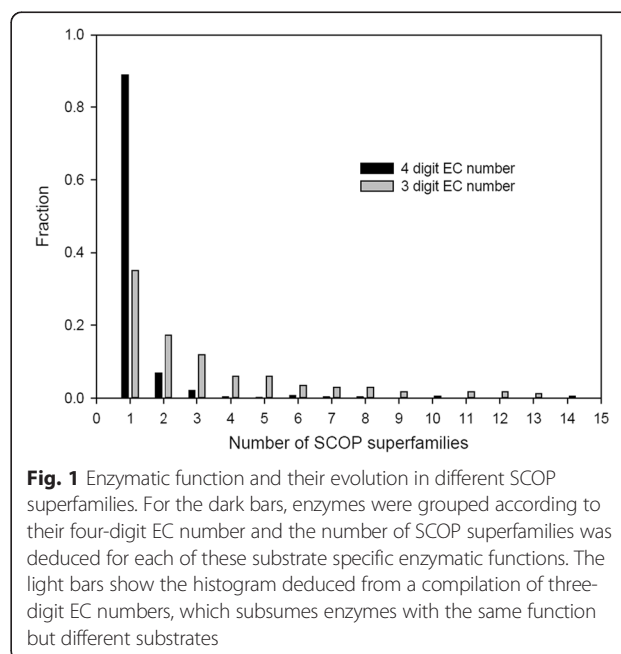 1.0
0.8
0.6
0.4
0.2
0.0
Fraction
4 digit EC number
3 digit EC number
0 1 2 3 4 5 6 7 8 9 10 11 12 13 14 15
Number of SCOP superfamilies
Fig. 1 Enzymatic function and their evolution in different SCOP
superfamilies. For the dark bars, enzymes were grouped according to
their four-digit EC number and the number of SCOP superfamilies was
deduced for each of these substrate specific enzymatic functions. The
light bars show the histogram deduced from a compilation of three-
digit EC numbers, which subsumes enzymes with the same function
but different substrates